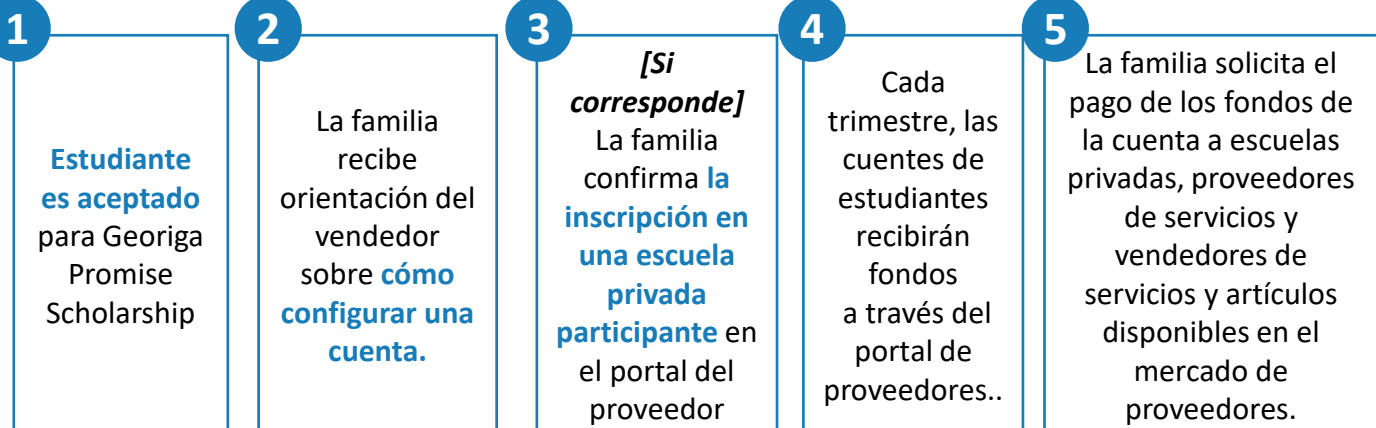 1
Estudiante
es aceptado
para Georiga
Promise
Scholarship
2
La familia
recibe
orientación del
vendedor
sobre cómo
configurar una
cuenta.
3
[Si
corresponde]
La familia
confirma la
inscripción en
una escuela
privada
participante en
el portal del
proveedor
4
Cada
trimestre, las
cuentes de
estudiantes
recibirán
fondos
a través del
portal de
proveedores..
5
La familia solicita el
pago de los fondos de
la cuenta a escuelas
privadas, proveedores
de servicios y
vendedores de
servicios y artículos
disponibles en el
mercado de
proveedores.